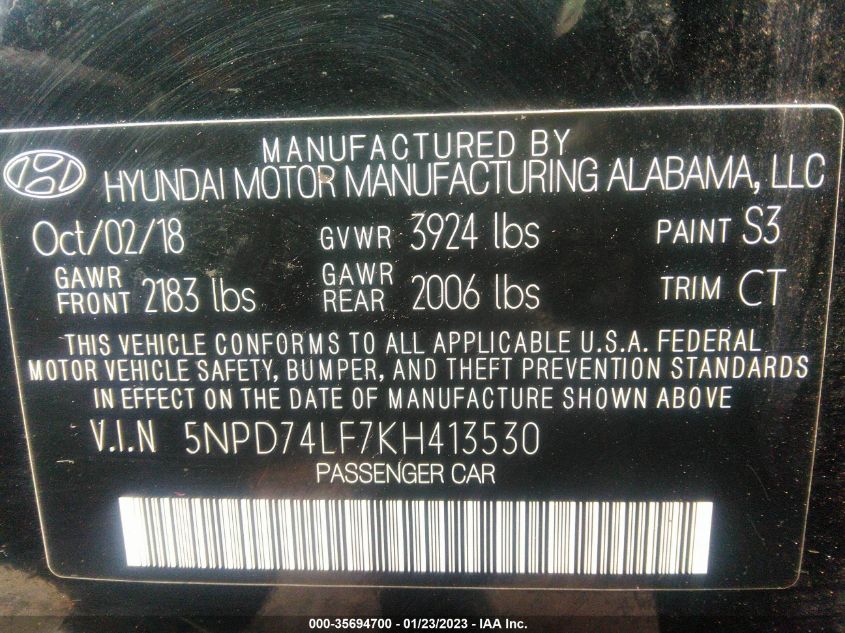 MANUFACTURED BY
HYUNDAI MOTOR MANUFACTURING ALABAMA, LLC
Oct/02/18 GVWR 3924 lbs PAINT S3
GAWR FRONT 2183 lbs GAWR REAR 2006 lbs TRIM CT
THIS VEHICLE CONFORMS TO ALL APPLICABLE U.S.A. FEDERAL
MOTOR VEHICLE SAFETY, BUMPER, AND THEFT PREVENTION STANDARDS
IN EFFECT ON THE DATE OF MANUFACTURE SHOWN ABOVE
V.I.N 5NPD74LF7KH413530
PASSENGER CAR
000-35694700 - 01/23/2023 - IAA Inc.